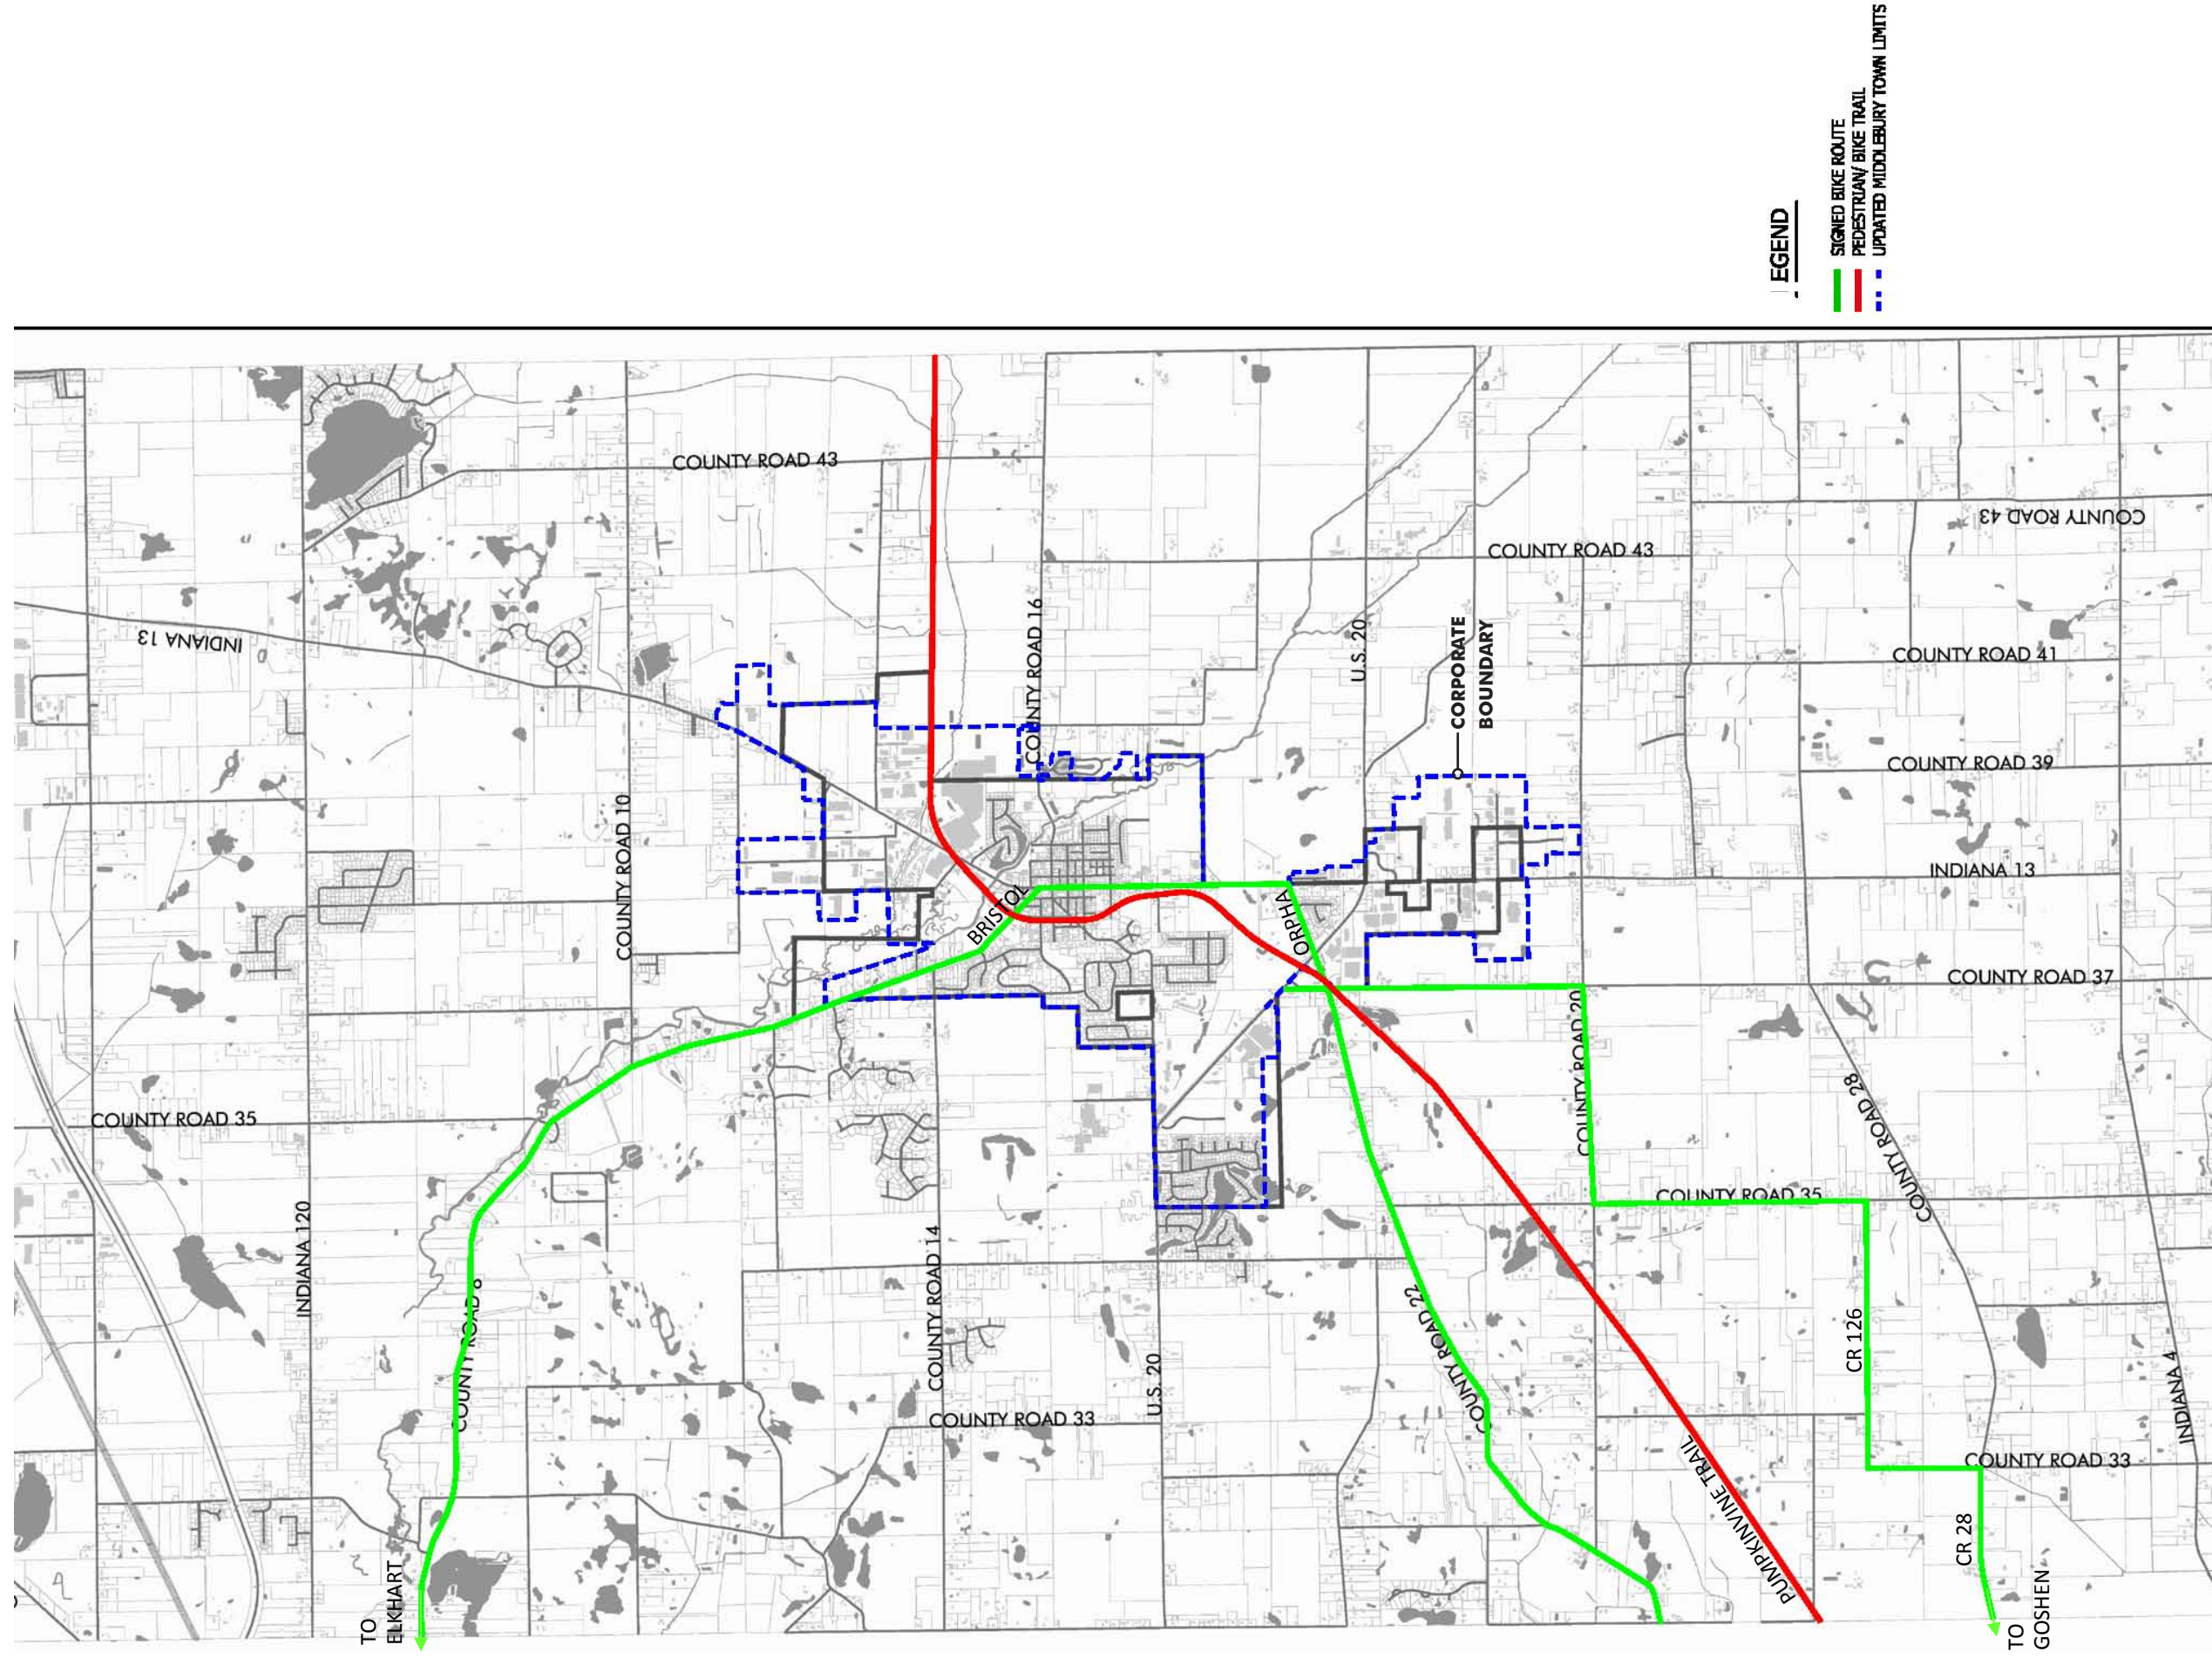 EGEND
SIGNED BIKE ROUTE
PEDESTRIAN/ BIKE TRAIL
UPDATED MIDDLEBURY TOWN LIMITS
COUNTY ROAD 43
COUNTY ROAD 43
COUNTY ROAD 43
INDIANA 13
COUNTY ROAD 16
U.S. 20
CORPORATE
BOUNDARY
COUNTY ROAD 41
COUNTY ROAD 39
INDIANA 13
COUNTY ROAD 37
COUNTY ROAD 10
BRISTOL
ORPHA
COUNTY ROAD 20
COUNTY ROAD 28
COUNTY ROAD 35
COUNTY ROAD 35
INDIANA 120
COUNTY ROAD 8
COUNTY ROAD 14
U.S. 20
COUNTY ROAD 22
CR 126
INDIANA 4
COUNTY ROAD 33
COUNTY ROAD 33
PUMPKINVINE TRAIL
CR 28
TO
ELKHART
TO
GOSHEN